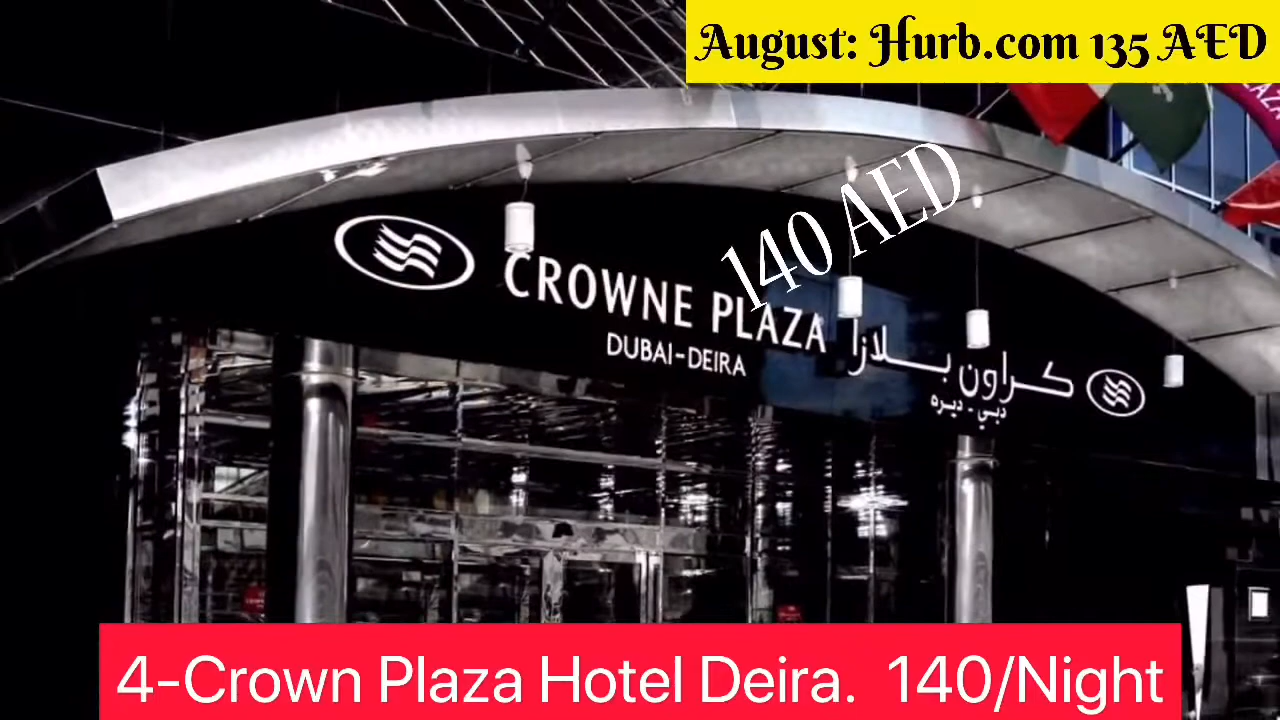 August: Hurb.com 135 AED
140 AED
CROWNE PLAZA
DUBAI-DEIRA
كراون بلازا
دبي - ديره
4-Crown Plaza Hotel Deira. 140/Night